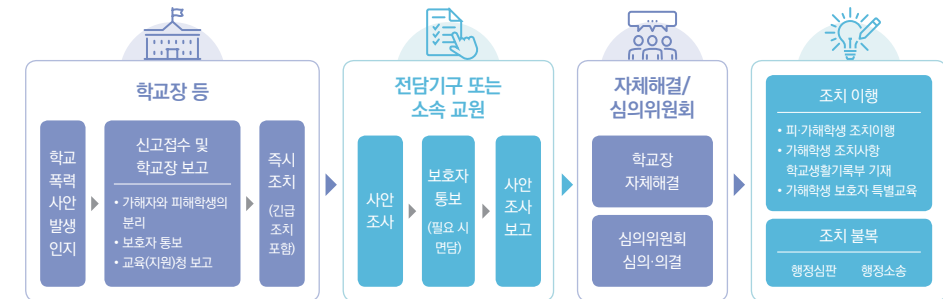 학교장 등
학교
폭력
사안
발생
인지
신고접수 및
학교장 보고
• 가해자와 피해학생의
분리
• 보호자 통보
• 교육(지원)청 보고
즉시
조치
(긴급
조치
포함)
전담기구 또는
소속 교원
사안
조사
보호자
통보
(필요 시
면담)
사안
조사
보고
자체해결/
심의위원회
학교장
자체해결
심의위원회
심의·의결
조치 이행
• 피·가해학생 조치이행
• 가해학생 조치사항
학교생활기록부 기재
• 가해학생 보호자 특별교육
조치 불복
행정심판 행정소송